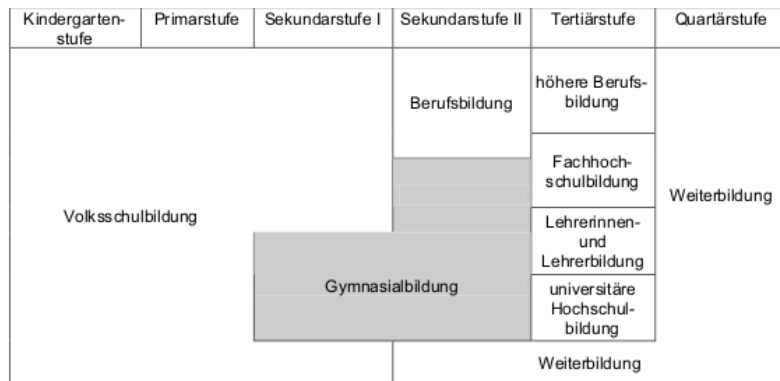 Kindergarten-
stufe
Primarstufe
Sekundarstufe I
Sekundarstufe II
Tertiärstufe
Quartärstufe
Volksschulbildung
Berufsbildung
Gymnasialbildung
höhere Berufs-
bildung
Fachhoch-
schulbildung
Lehrerinnen-
und
Lehrerbildung
universitäre
Hochschul-
bildung
Weiterbildung
Weiterbildung